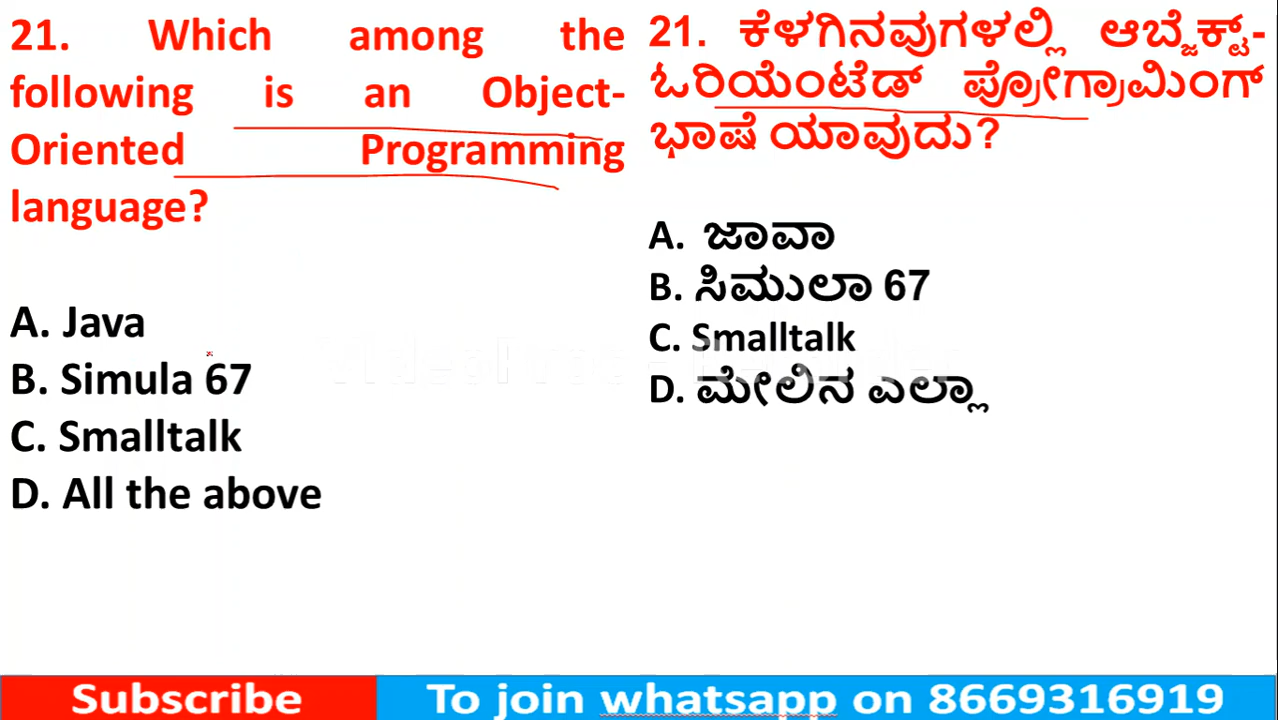 21. Which among the
following is an Object-
Oriented Programming
language?
A. Java
B. Simula 67
C. Smalltalk
D. All the above
21. ಕೆಳಗಿನವುಗಳಲ್ಲಿ ಆಬ್ಜೆಕ್ಟ್-
ಓರಿಯೆಂಟೆಡ್ ಪ್ರೋಗ್ರಾಮಿಂಗ್
ಭಾಷೆ ಯಾವುದು?
A. ಜಾವಾ
B. ಸಿಮುಲಾ 67
C. Smalltalk
D. ಮೇಲಿನ ಎಲ್ಲಾ
Subscribe
To join whatsapp on 8669316919